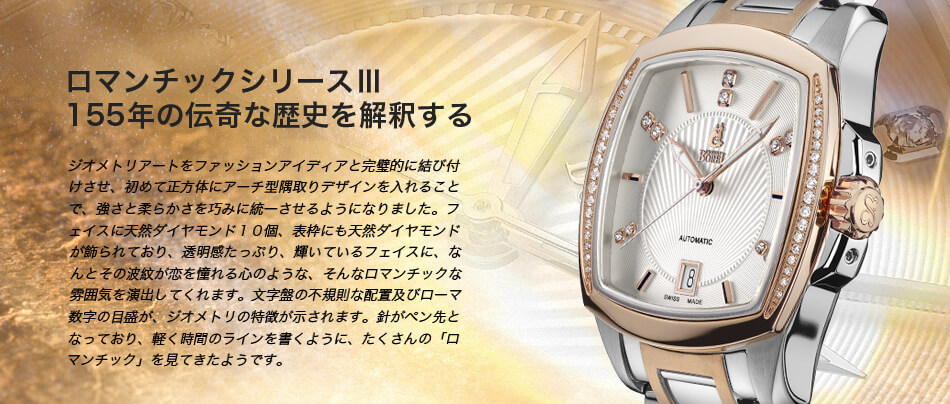 ロマンチックシリースⅢ
155年の伝奇な歴史を解釈する
ジオメトリアートをファッションアイディアと完璧的に結び付
けさせ、初めて正方体にアーチ型隅取りデザインを入れること
で、強さと柔らかさを巧みに統一させるようになりました。フ
ェイスに天然ダイヤモンド１０個、表枠にも天然ダイヤモンド
が飾られており、透明感たっぷり、輝いているフェイスに、な
んとその波紋が恋を憧れる心のような、そんなロマンチックな
雰囲気を演出してくれます。文字盤の不規則な配置及びローマ
数字の目盛が、ジオメトリの特徴が示されます。針がペン先と
なっており、軽く時間のラインを書くように、たくさんの「ロ
マンチック」を見てきたようです。
ERNEST
BOREL
AUTOMATIC
8
SWISS MADE